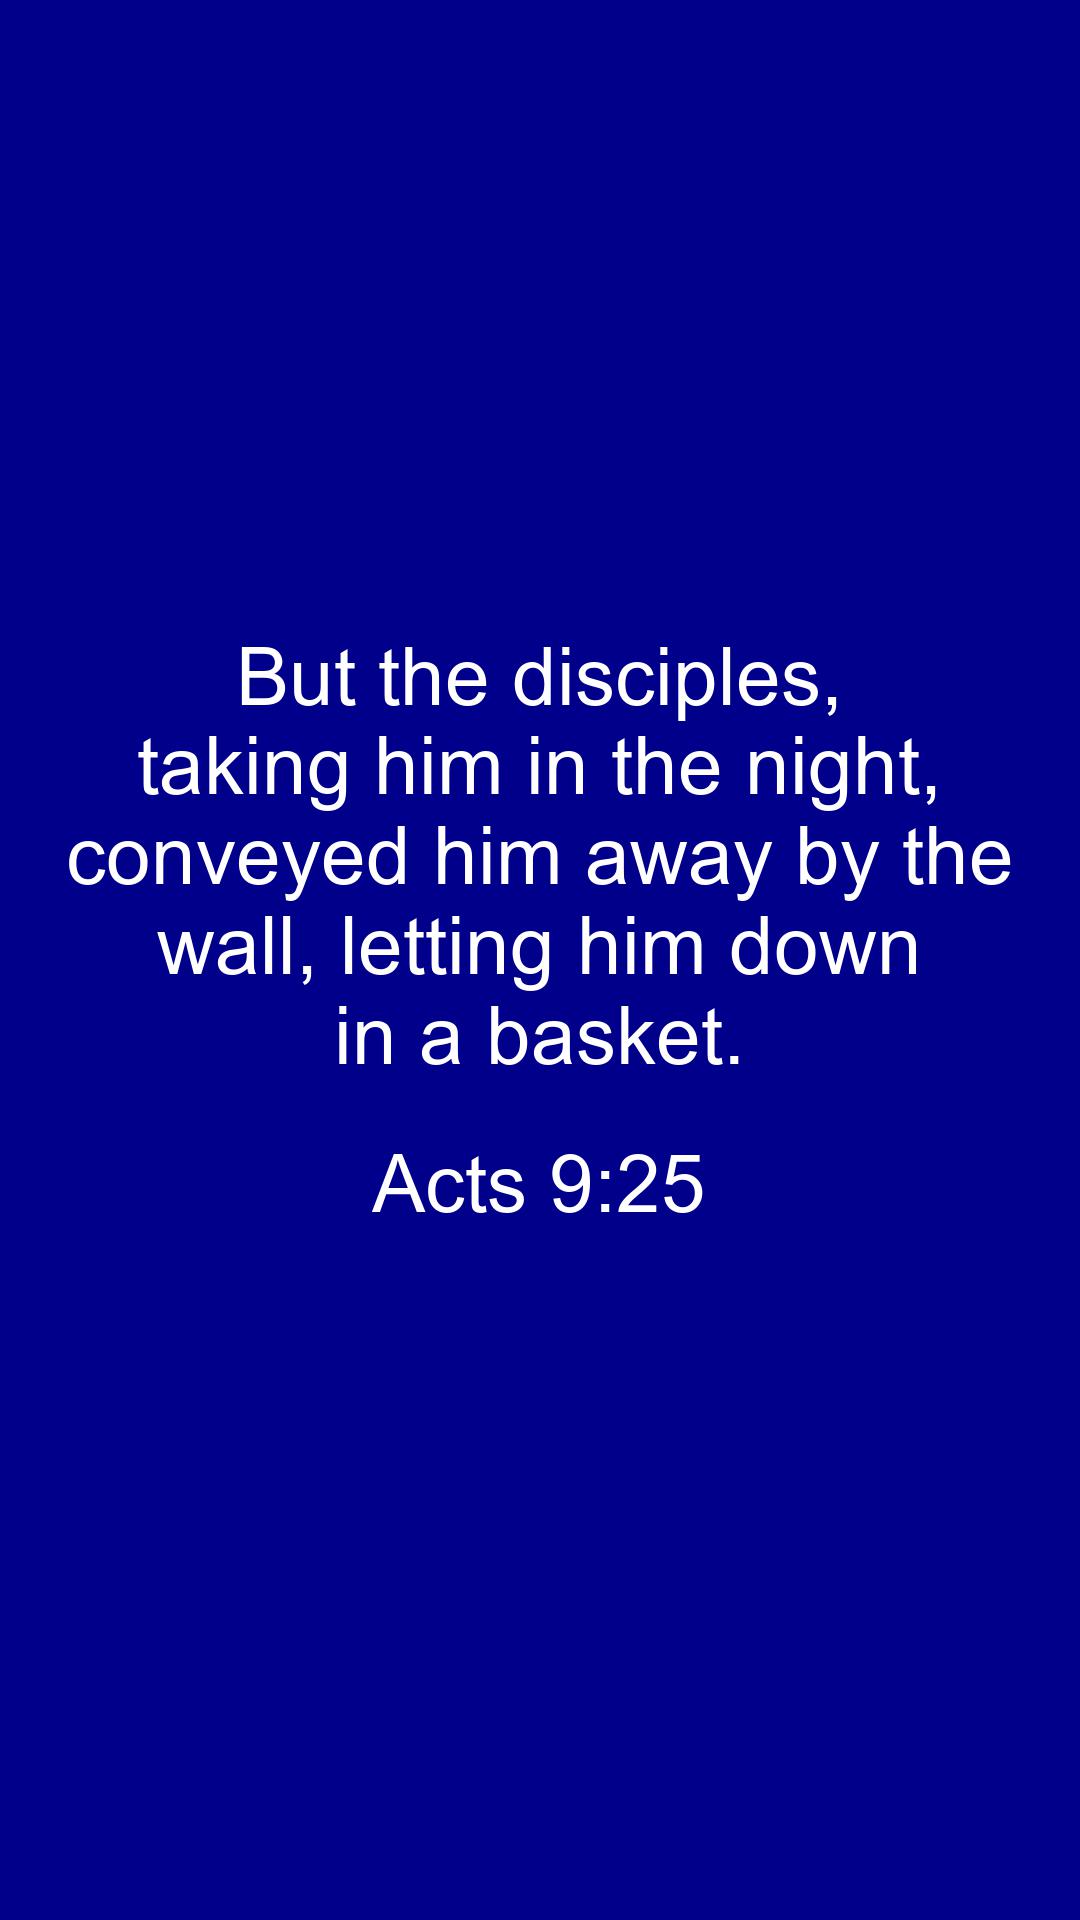 But the disciples,
taking him in the night,
conveyed him away by the
wall, letting him down
in a basket.
Acts 9:25